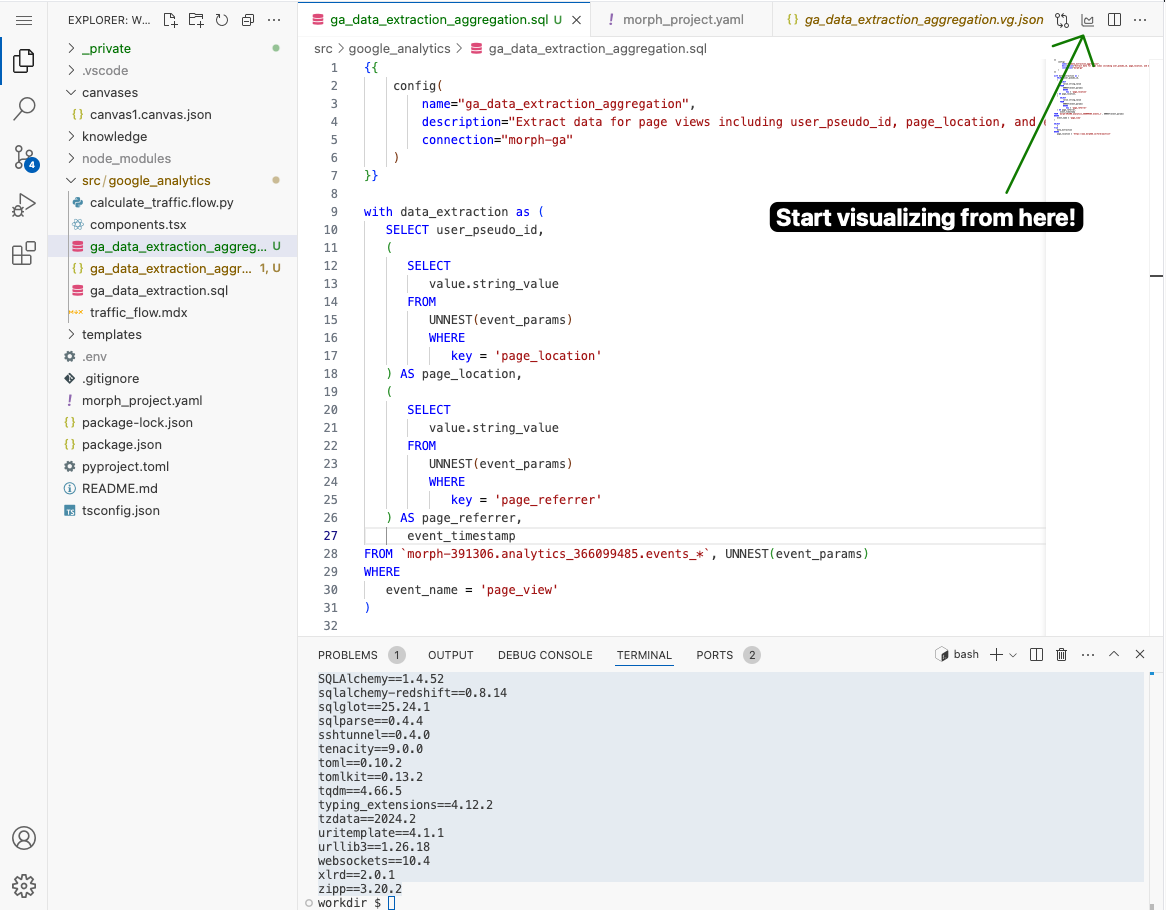 EXPLORER: W...
ga_data_extraction_aggregation.sql U
morph_project.yaml
ga_data_extraction_aggregation.vg.json
_private
.vscode
canvases
canvas1.canvas.json
knowledge
node_modules
src/google_analytics
calculate_traffic.flow.py
components.tsx
ga_data_extraction_aggreg... U
ga_data_extraction_aggr... 1, U
ga_data_extraction.sql
traffic_flow.mdx
templates
.env
.gitignore
morph_project.yaml
package-lock.json
package.json
pyproject.toml
README.md
tsconfig.json
4
src > google_analytics > ga_data_extraction_aggregation.sql
1 {{
2 config(
3 name="ga_data_extraction_aggregation",
4 description="Extract data for page views including user_pseudo_id, page_location, and
5 connection="morph-ga"
6 )
7 }}
8
9 with data_extraction as (
10 SELECT user_pseudo_id,
11 (
12 SELECT
13 value.string_value
14 FROM
15 UNNEST(event_params)
16 WHERE
17 key = 'page_location'
18 ) AS page_location,
19 (
20 SELECT
21 value.string_value
22 FROM
23 UNNEST(event_params)
24 WHERE
25 key = 'page_referrer'
26 ) AS page_referrer,
27 event_timestamp
28 FROM `morph-391306.analytics_366099485.events_*`, UNNEST(event_params)
29 WHERE
30 event_name = 'page_view'
31 )
32
Start visualizing from here!
PROBLEMS 1 OUTPUT DEBUG CONSOLE TERMINAL PORTS 2 bash
SQLAlchemy==1.4.52
sqlalchemy-redshift==0.8.14
sqlglot==25.24.1
sqlparse==0.4.4
sshtunnel==0.4.0
tenacity==9.0.0
toml==0.10.2
tomlkit==0.13.2
tqdm==4.66.5
typing_extensions==4.12.2
tzdata==2024.2
uritemplate==4.1.1
urllib3==1.26.18
websockets==10.4
xlrd==2.0.1
zipp==3.20.2
workdir $